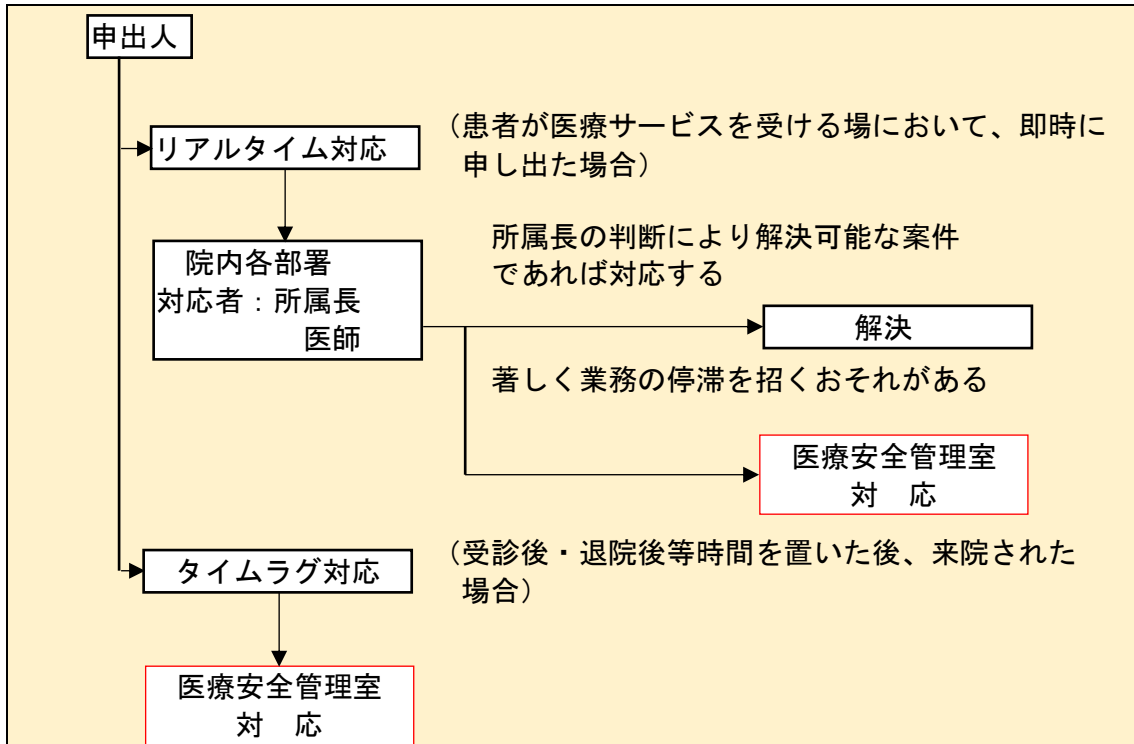 申出人
リアルタイム対応
（患者が医療サービスを受ける場において、即時に
申し出た場合）
院内各部署
対応者：所属長
医師
所属長の判断により解決可能な案件
であれば対応する
解決
著しく業務の停滞を招くおそれがある
医療安全管理室
対　応
タイムラグ対応
（受診後・退院後等時間を置いた後、来院された
場合）
医療安全管理室
対　応